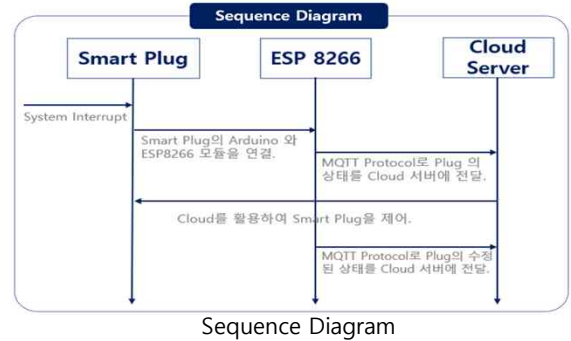 Sequence Diagram
Smart Plug
ESP 8266
Cloud
Server
System Interrupt
Smart Plug의 Arduino 와
ESP8266 모듈을 연결.
MQTT Protocol로 Plug 의
상태를 Cloud 서버에 전달.
Cloud를 활용하여 Smart Plug을 제어.
MQTT Protocol로 Plug의 수정
된 상태를 Cloud 서버에 전달.
Sequence Diagram